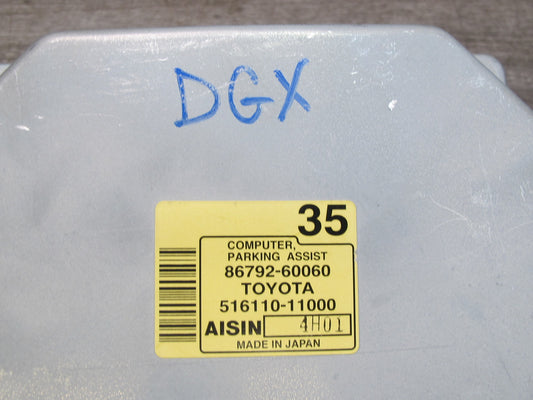 DGX
35
COMPUTER,
PARKING ASSIST
86792-60060
TOYOTA
516110-11000
AISIN 4H01
MADE IN JAPAN